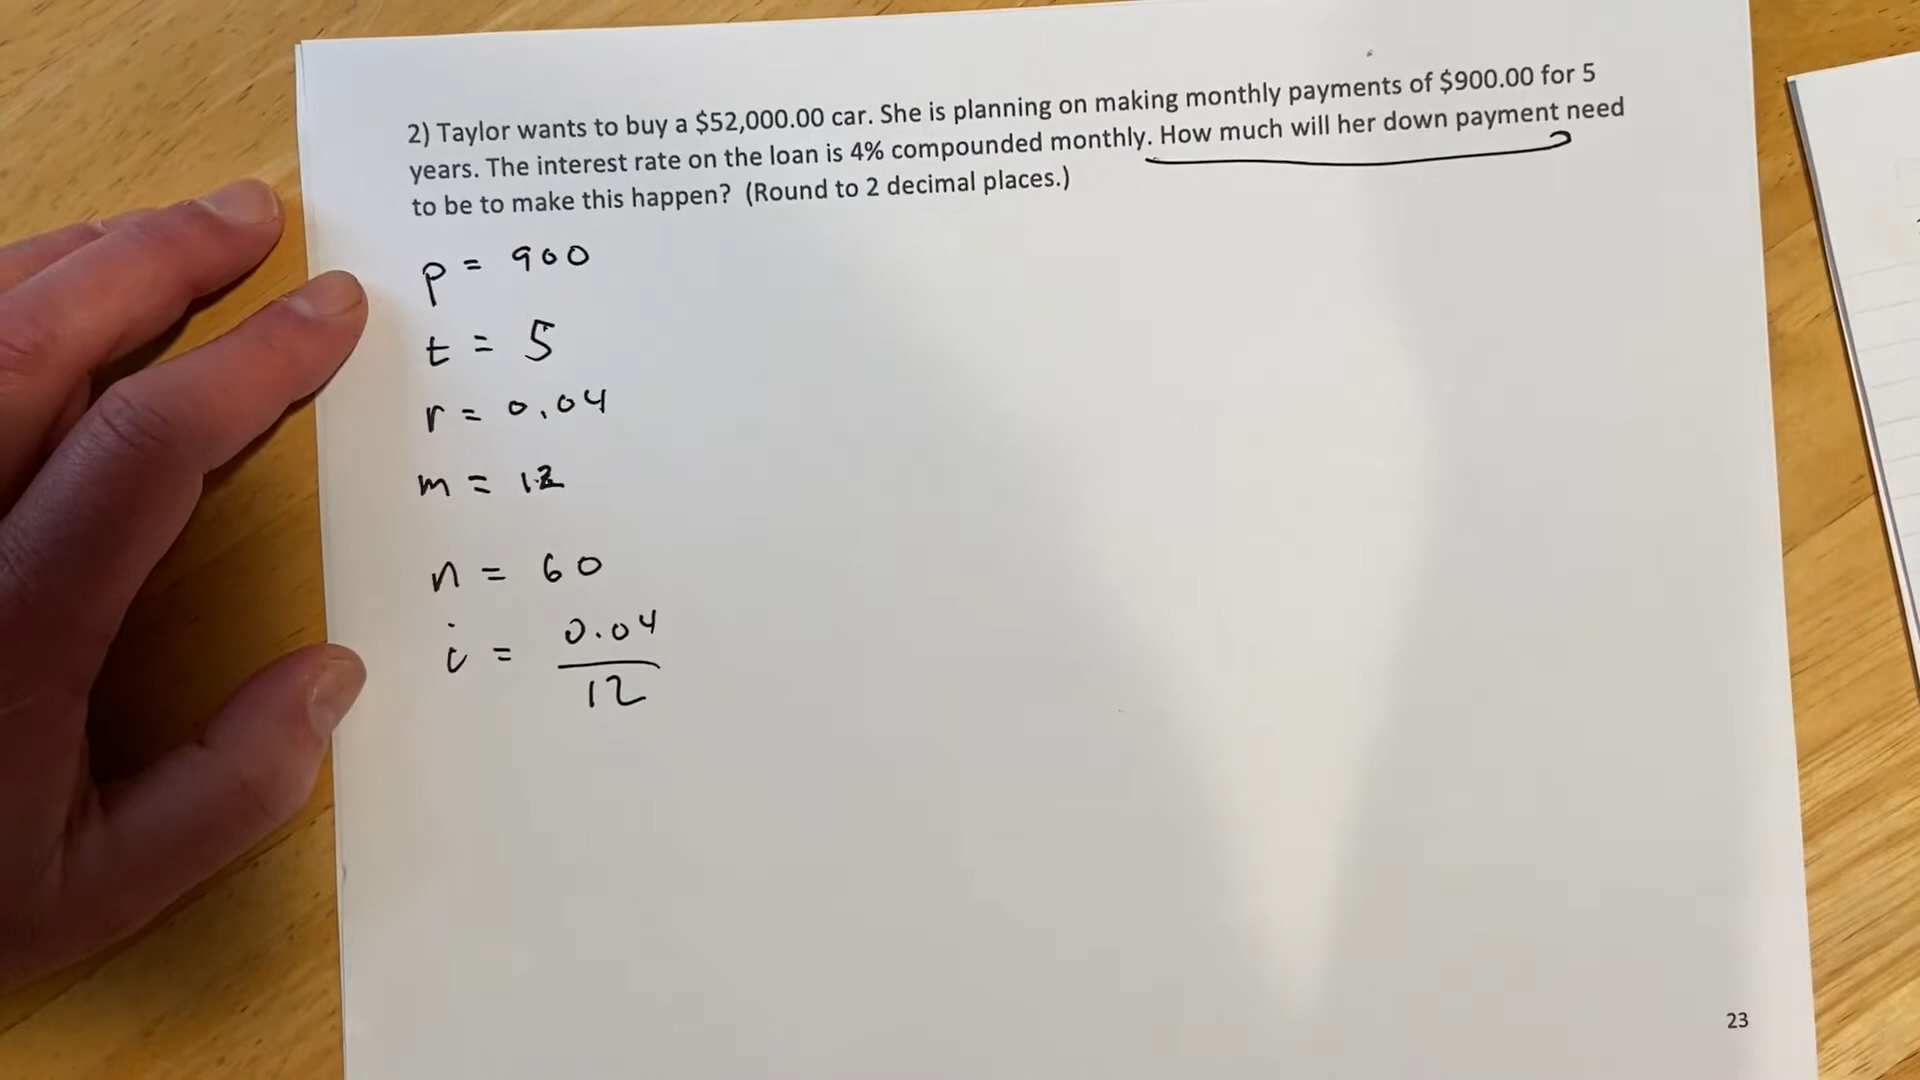 2) Taylor wants to buy a $52,000.00 car. She is planning on making monthly payments of $900.00 for 5
years. The interest rate on the loan is 4% compounded monthly. How much will her down payment need
to be to make this happen? (Round to 2 decimal places.)
p = 900
t = 5
r = 0.04
m = 12
n = 60
i = 0.04
12
23